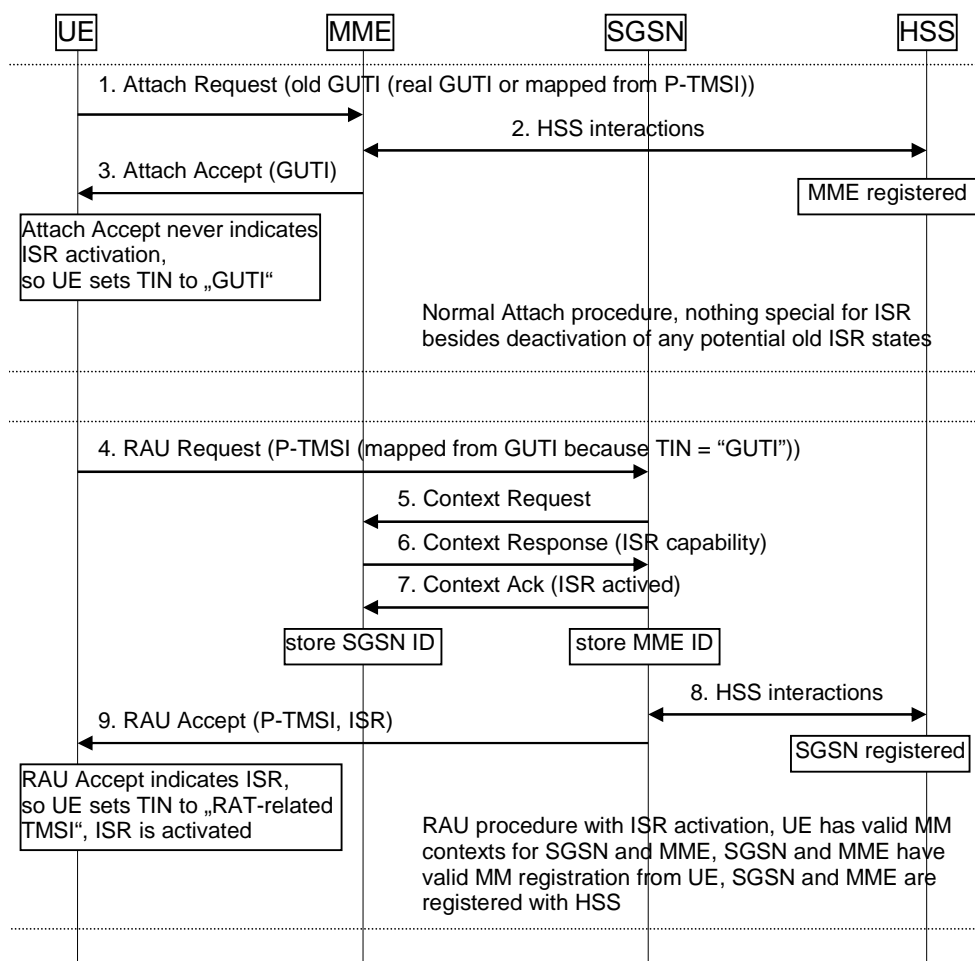 UE
MME
SGSN
HSS
1. Attach Request (old GUTI (real GUTI or mapped from P-TMSI))
2. HSS interactions
3. Attach Accept (GUTI)
MME registered
Attach Accept never indicates
ISR activation,
so UE sets TIN to „GUTI“
Normal Attach procedure, nothing special for ISR
besides deactivation of any potential old ISR states
4. RAU Request (P-TMSI (mapped from GUTI because TIN = “GUTI”))
5. Context Request
6. Context Response (ISR capability)
7. Context Ack (ISR actived)
store SGSN ID
store MME ID
8. HSS interactions
9. RAU Accept (P-TMSI, ISR)
SGSN registered
RAU Accept indicates ISR,
so UE sets TIN to „RAT-related
TMSI“, ISR is activated
RAU procedure with ISR activation, UE has valid MM
contexts for SGSN and MME, SGSN and MME have
valid MM registration from UE, SGSN and MME are
registered with HSS